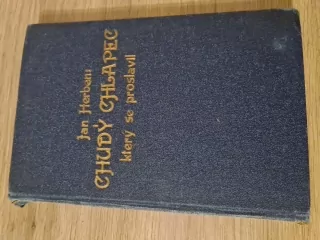 Jan Herben:
CHUDÝ CHLAPEC
který se proslavil